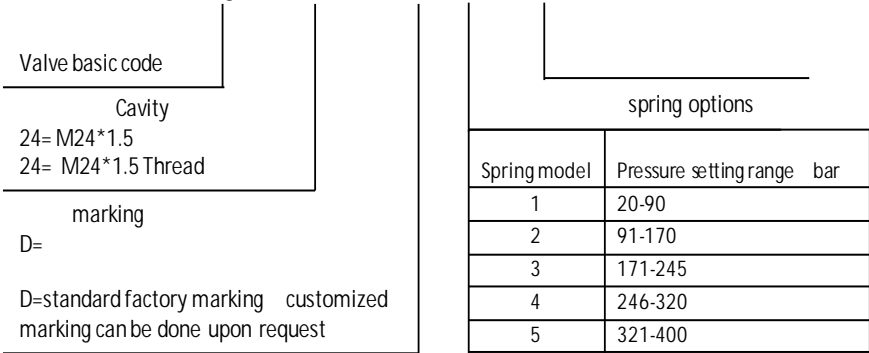 Valve basic code
Cavity
24= M24*1.5
24= M24*1.5 Thread
marking
D=
D=standard factory marking customized
marking can be done upon request
spring options
Spring model Pressure setting range bar
1 20-90
2 91-170
3 171-245
4 246-320
5 321-400